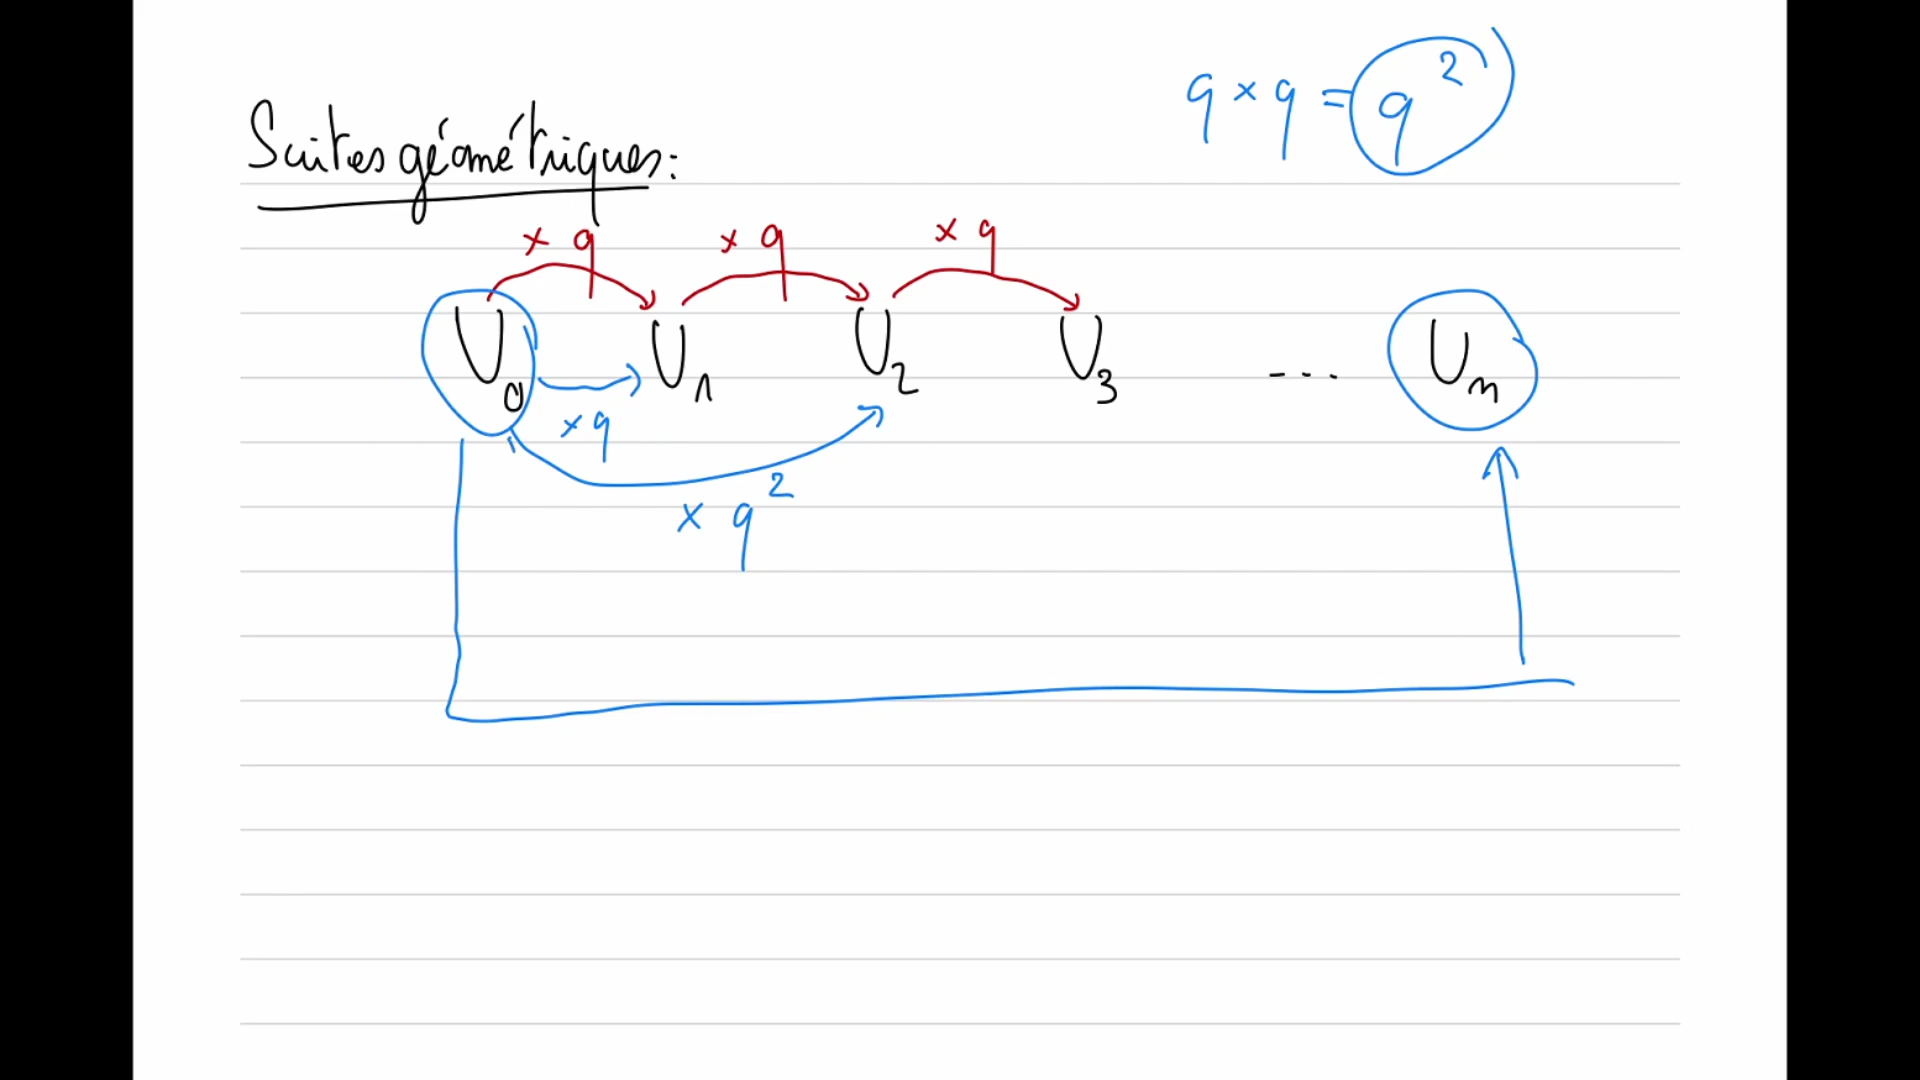 q × q = q²
Suites géométriques:
× q × q × q
U₀ U₁ U₂ U₃ ... Uₙ
× q
× q²